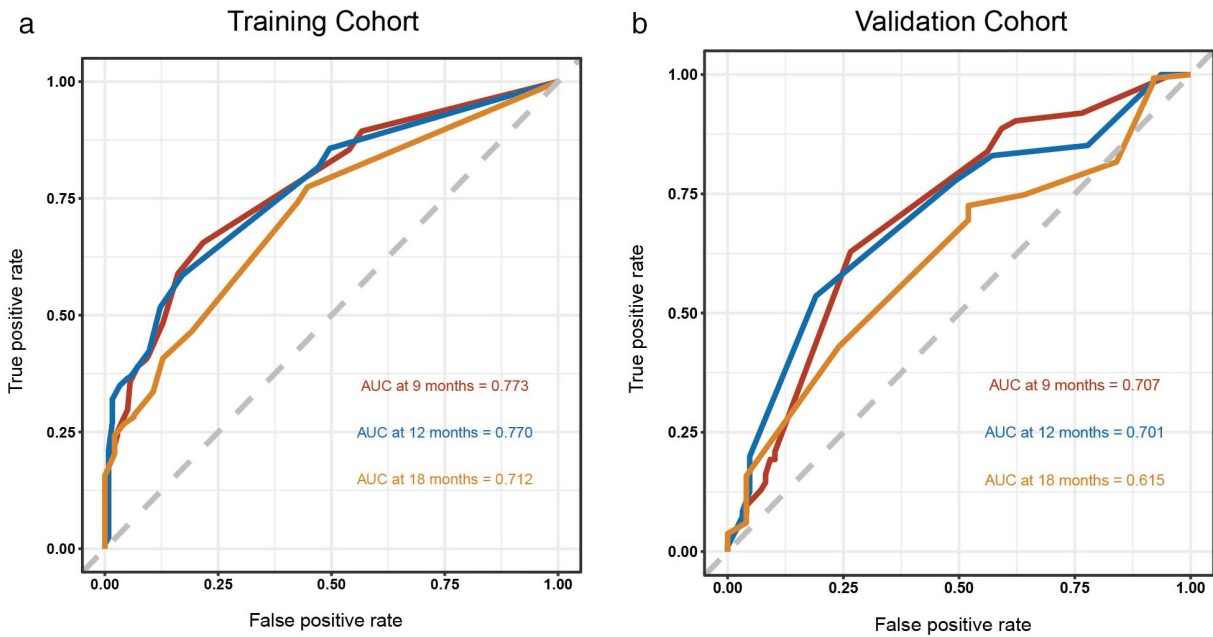 a
Training Cohort
1.00
0.75
0.50
0.25
0.00
True positive rate
AUC at 9 months = 0.773
AUC at 12 months = 0.770
AUC at 18 months = 0.712
0.00 0.25 0.50 0.75 1.00
False positive rate
b
Validation Cohort
1.00
0.75
0.50
0.25
0.00
True positive rate
AUC at 9 months = 0.707
AUC at 12 months = 0.701
AUC at 18 months = 0.615
0.00 0.25 0.50 0.75 1.00
False positive rate